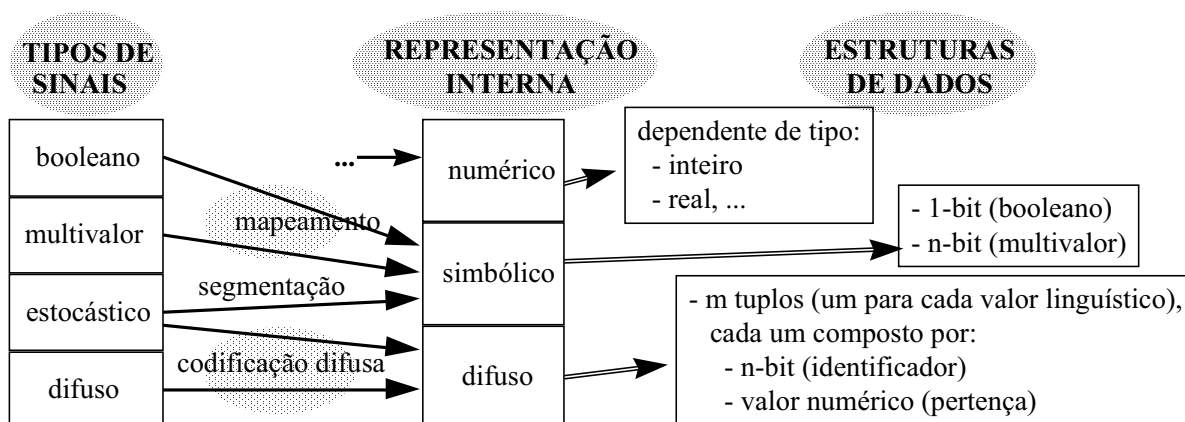 TIPOS DE
SINAIS
REPRESENTAÇÃO
INTERNA
ESTRUTURAS
DE DADOS
booleano
multivalor
estocástico
difuso
...
mapeamento
segmentação
codificação difusa
numérico
simbólico
difuso
dependente de tipo:
- inteiro
- real, ...
- 1-bit (booleano)
- n-bit (multivalor)
- m tuplos (um para cada valor linguístico),
cada um composto por:
- n-bit (identificador)
- valor numérico (pertença)